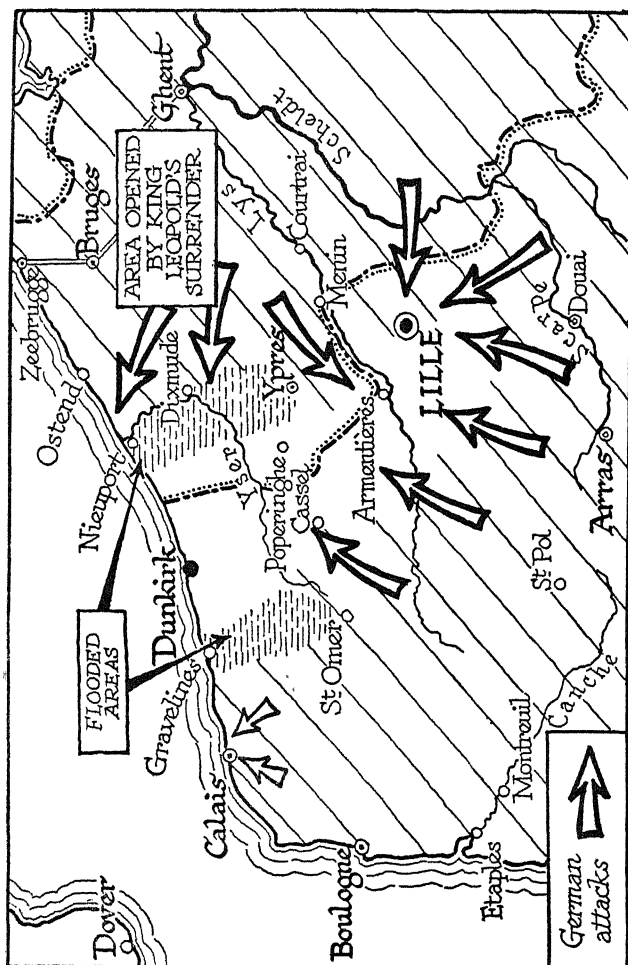 Dover
Zeebrugge
Ostend
Bruges
Ghent
Nieuport
AREA OPENED
BY KING
LEOPOLD'S
SURRENDER
FLOODED
AREAS
Dunkirk
Gravelines
Calais
Dixmuide
Yser
Ypres
Lys
Scheldt
Courtrai
Menin
Poperinghe
Cassel
St Omer
Armentières
LILLE
Boulogne
Etaples
Montreuil
Canche
St Pol
Arras
Scarpe
Douai
German
attacks